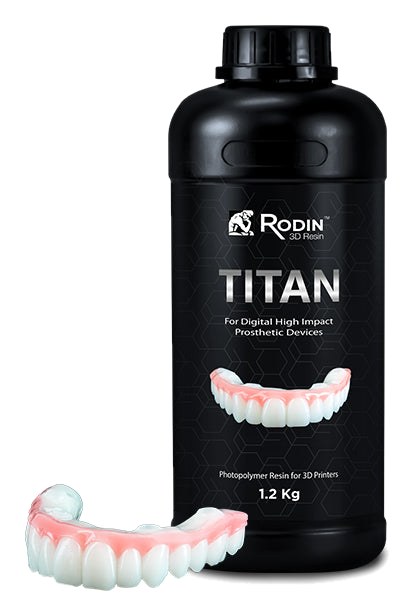 RODIN™
3D Resin
TITAN
For Digital High Impact
Prosthetic Devices
Photopolymer Resin for 3D Printers
1.2 Kg